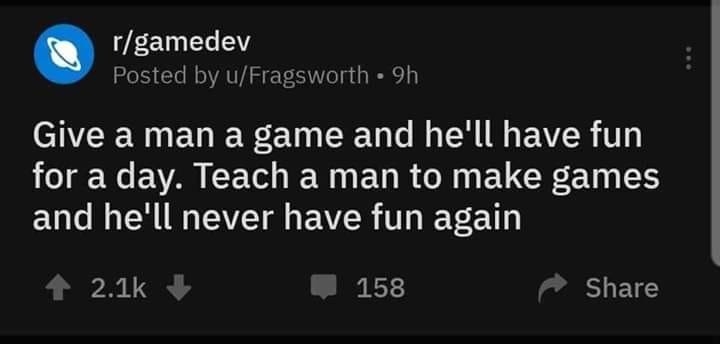 r/gamedev
Posted by u/Fragsworth • 9h
Give a man a game and he'll have fun
for a day. Teach a man to make games
and he'll never have fun again
2.1k
158
Share